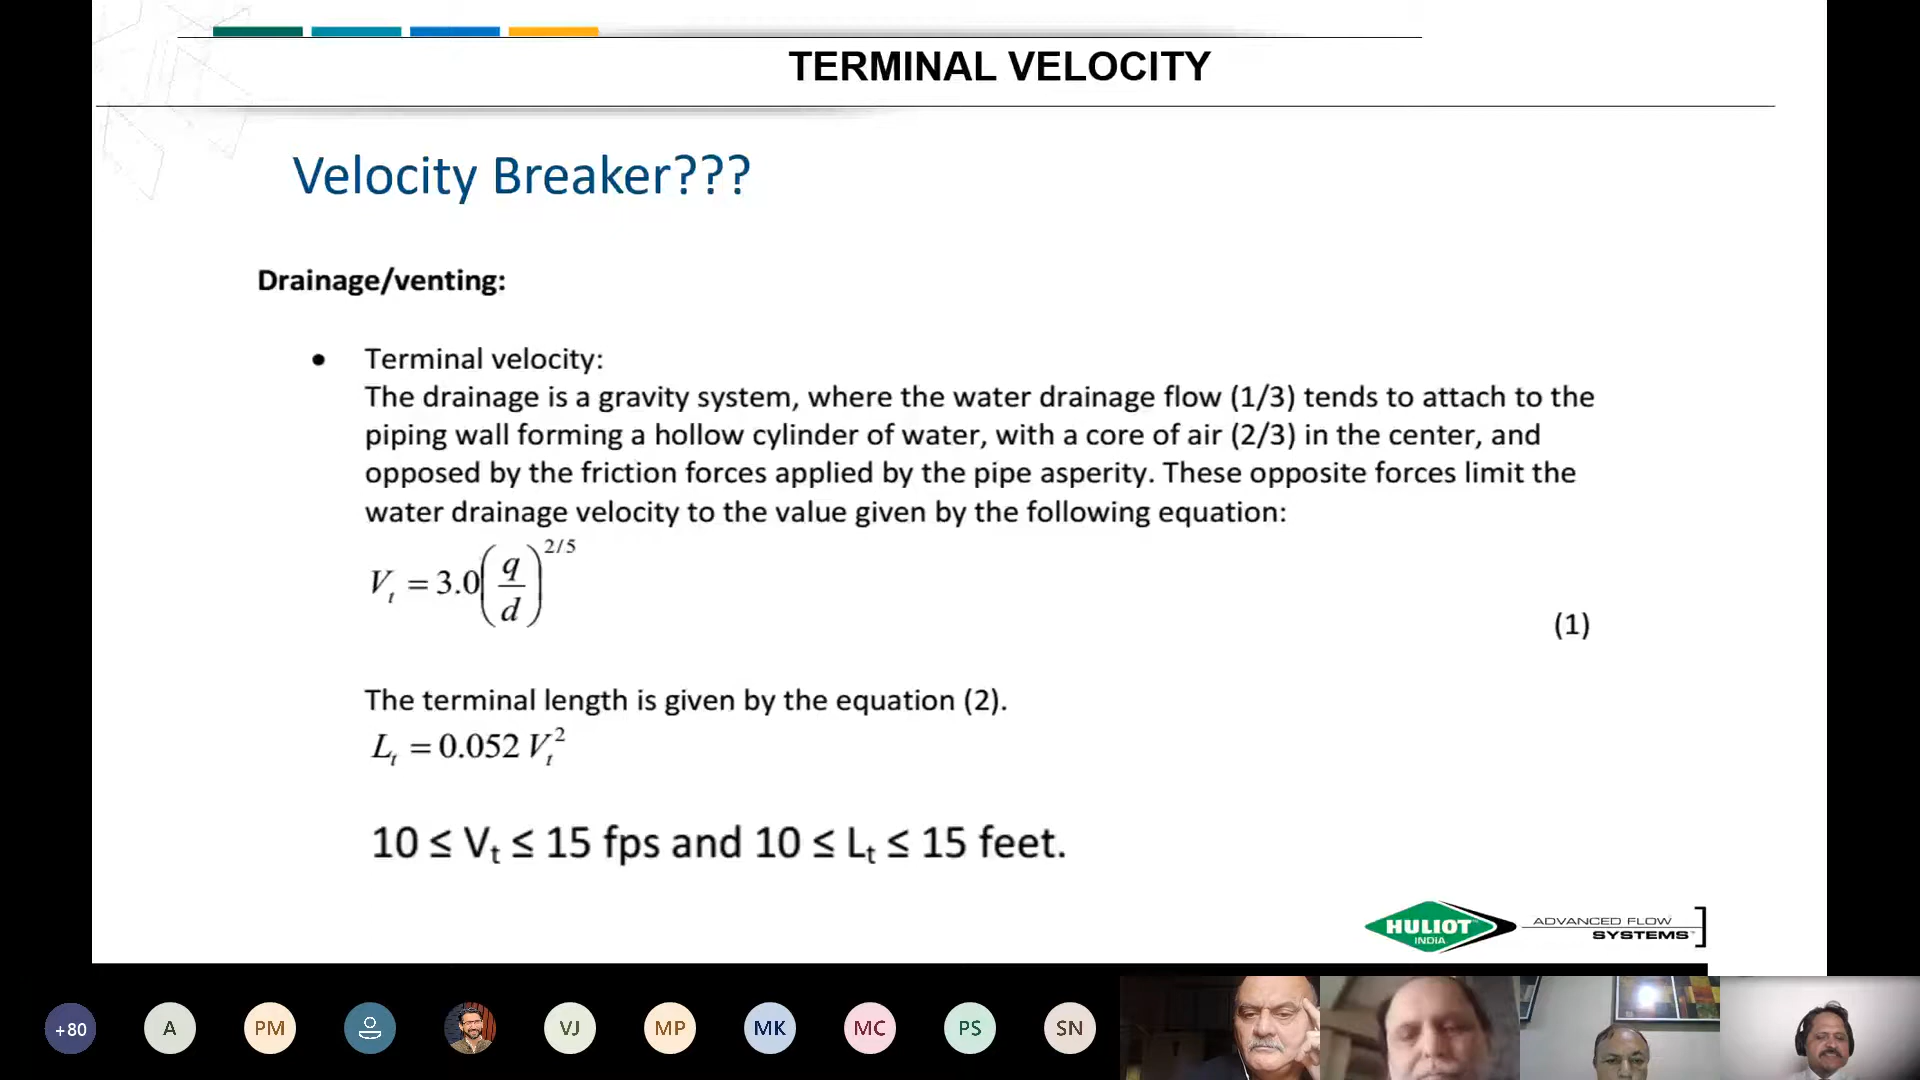 TERMINAL VELOCITY
Velocity Breaker???
Drainage/venting:
• Terminal velocity:
The drainage is a gravity system, where the water drainage flow (1/3) tends to attach to the
piping wall forming a hollow cylinder of water, with a core of air (2/3) in the center, and
opposed by the friction forces applied by the pipe asperity. These opposite forces limit the
water drainage velocity to the value given by the following equation:
V_t = 3.0(q/d)^{2/5}
(1)
The terminal length is given by the equation (2).
L_t = 0.052 V_t^2
10 ≤ V_t ≤ 15 fps and 10 ≤ L_t ≤ 15 feet.
HULIOT™
INDIA
ADVANCED FLOW
SYSTEMS™
+80 A PM VJ MP MK MC PS SN